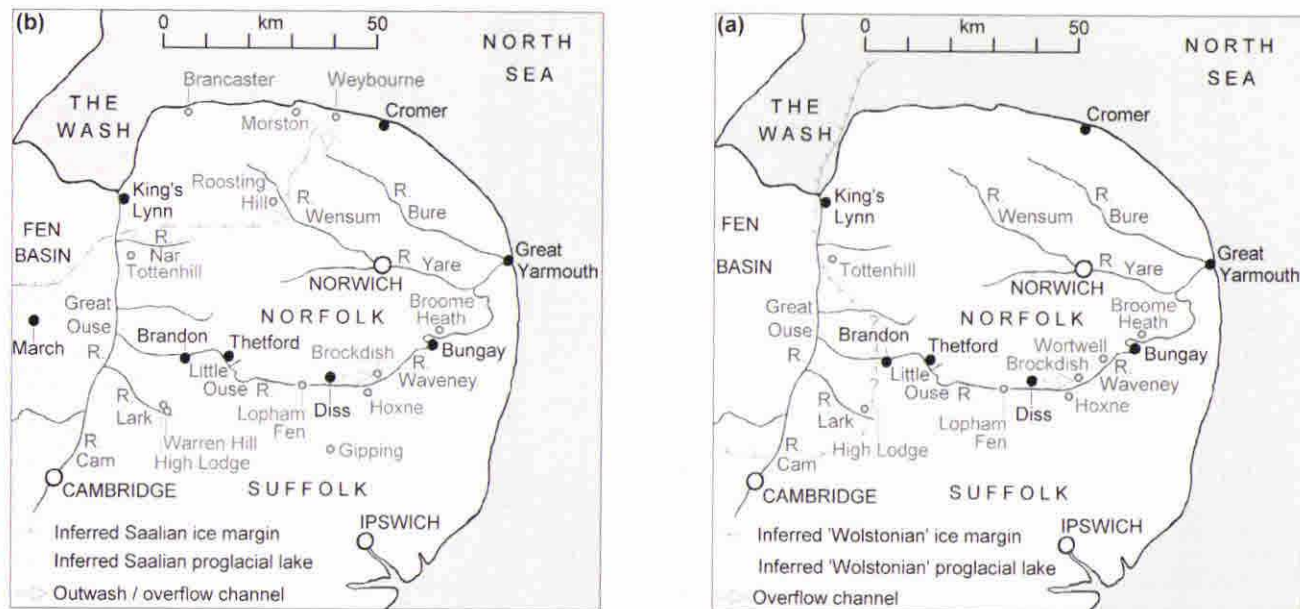 (b)
0 50
km
NORTH
SEA
Brancaster
Weybourne
THE
WASH
Morston
Cromer
Roosting
Hill
R.
Wensum
R.
Bure
King's
Lynn
FEN
BASIN
R.
Nar
Tottenhill
Great
Yarmouth
R.
Yare
NORWICH
Great
Ouse
NORFOLK
Broome
Heath
March
Brandon
Thetford
Brockdish
Bungay
R.
Little
Ouse
R.
R.
Waveney
R.
Lark
Lopham
Fen
Diss
Hoxne
Warren Hill
High Lodge
Gipping
R.
Cam
CAMBRIDGE
SUFFOLK
IPSWICH
Inferred Saalian ice margin
Inferred Saalian proglacial lake
Outwash / overflow channel
(a)
0 50
km
NORTH
SEA
THE
WASH
Cromer
R.
Wensum
R.
Bure
King's
Lynn
FEN
BASIN
Tottenhill
Great
Yarmouth
R.
Yare
NORWICH
Great
Ouse
?
NORFOLK
Broome
Heath
Brandon
Thetford
Wortwell
Brockdish
Bungay
R.
Little
Ouse
R.
R.
Waveney
?
R.
Lark
Lopham
Fen
Diss
Hoxne
High Lodge
R.
Cam
CAMBRIDGE
SUFFOLK
IPSWICH
Inferred 'Wolstonian' ice margin
Inferred 'Wolstonian' proglacial lake
Overflow channel